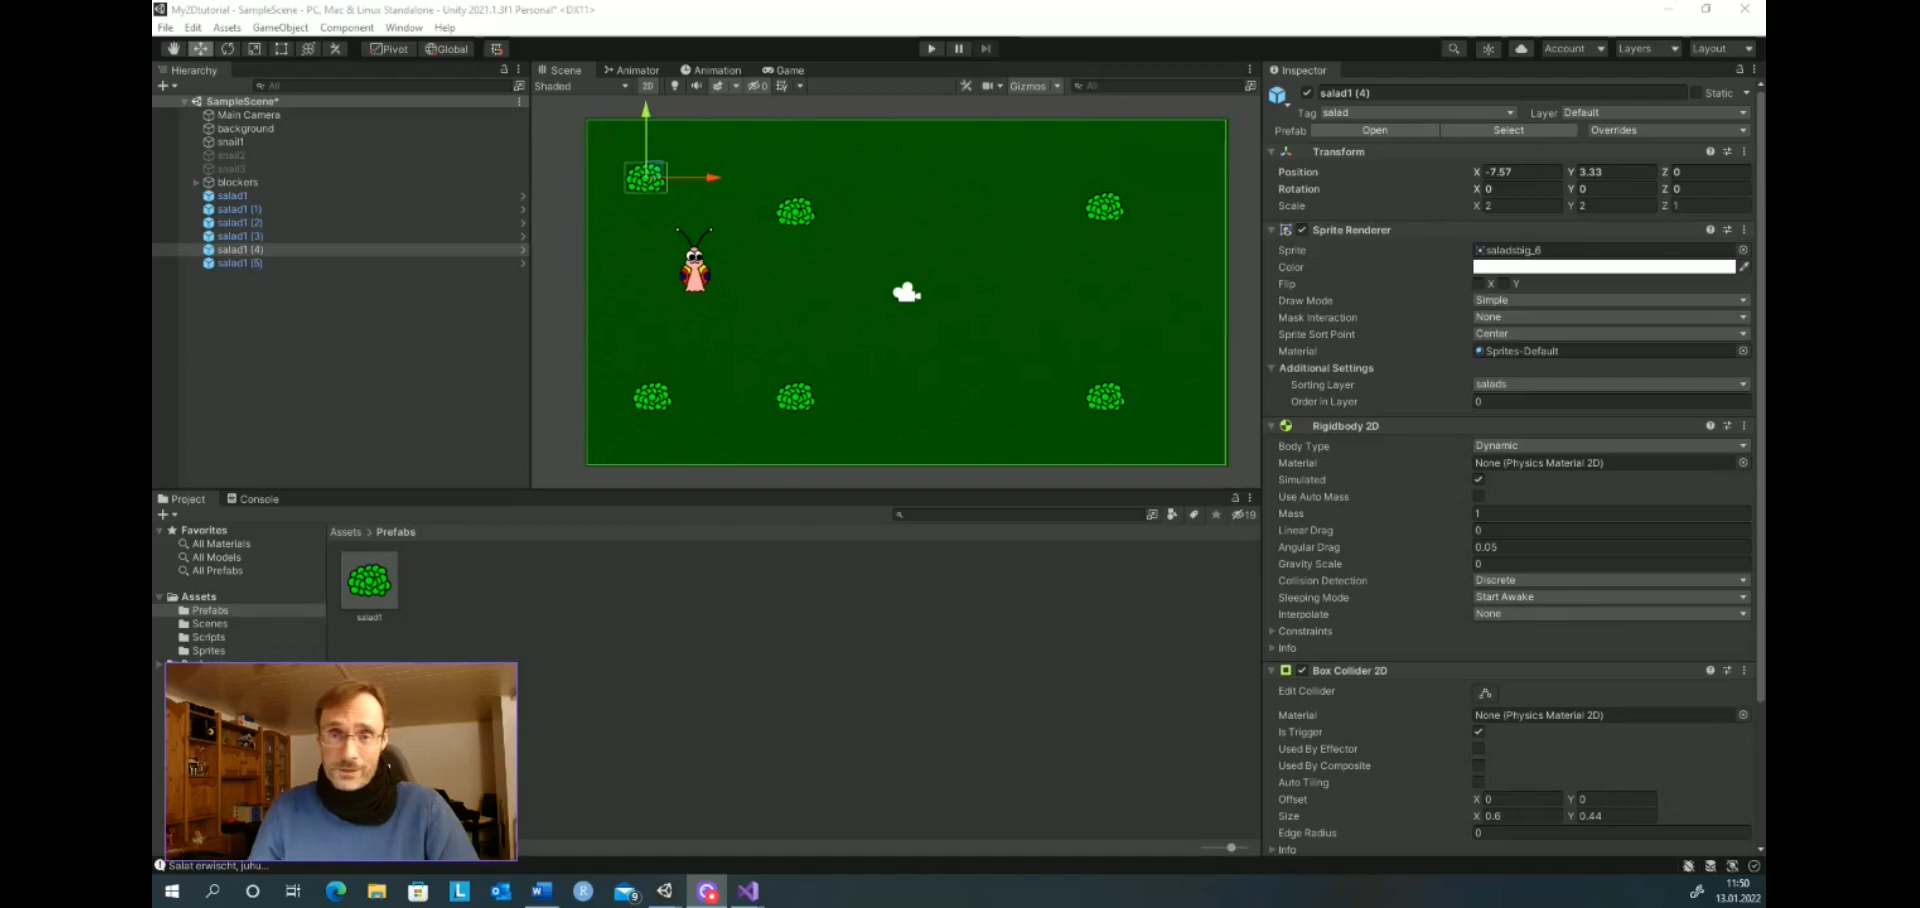 My2Dtutorial - SampleScene - PC, Mac & Linux Standalone - Unity 2021.1.3f1 Personal* <DX11>
File Edit Assets GameObject Component Window Help
Pivot Global Account Layers Layout
Hierarchy
All
SampleScene*
Main Camera
background
snail1
snail2
snail3
blockers
salad1
salad1 (1)
salad1 (2)
salad1 (3)
salad1 (4)
salad1 (5)
Scene Animator Animation Game
Shaded 2D 0 Gizmos All
Inspector
salad1 (4) Static
Tag salad Layer Default
Prefab Open Select Overrides
Transform
Position X -7.57 Y 3.33 Z 0
Rotation X 0 Y 0 Z 0
Scale X 2 Y 2 Z 1
Sprite Renderer
Sprite saladsbig_6
Color
Flip X Y
Draw Mode Simple
Mask Interaction None
Sprite Sort Point Center
Material Sprites-Default
Additional Settings
Sorting Layer salads
Order in Layer 0
Rigidbody 2D
Body Type Dynamic
Material None (Physics Material 2D)
Simulated
Use Auto Mass
Mass 1
Linear Drag 0
Angular Drag 0.05
Gravity Scale 0
Collision Detection Discrete
Sleeping Mode Start Awake
Interpolate None
Constraints
Info
Box Collider 2D
Edit Collider
Material None (Physics Material 2D)
Is Trigger
Used By Effector
Used By Composite
Auto Tiling
Offset X 0 Y 0
Size X 0.6 Y 0.44
Edge Radius 0
Info
Project Console
19
Favorites
All Materials
All Models
All Prefabs
Assets
Prefabs
Scenes
Scripts
Sprites
Assets > Prefabs
salad1
Salat erwischt, juhu...
L
W
R
9
11:50
13.01.2022